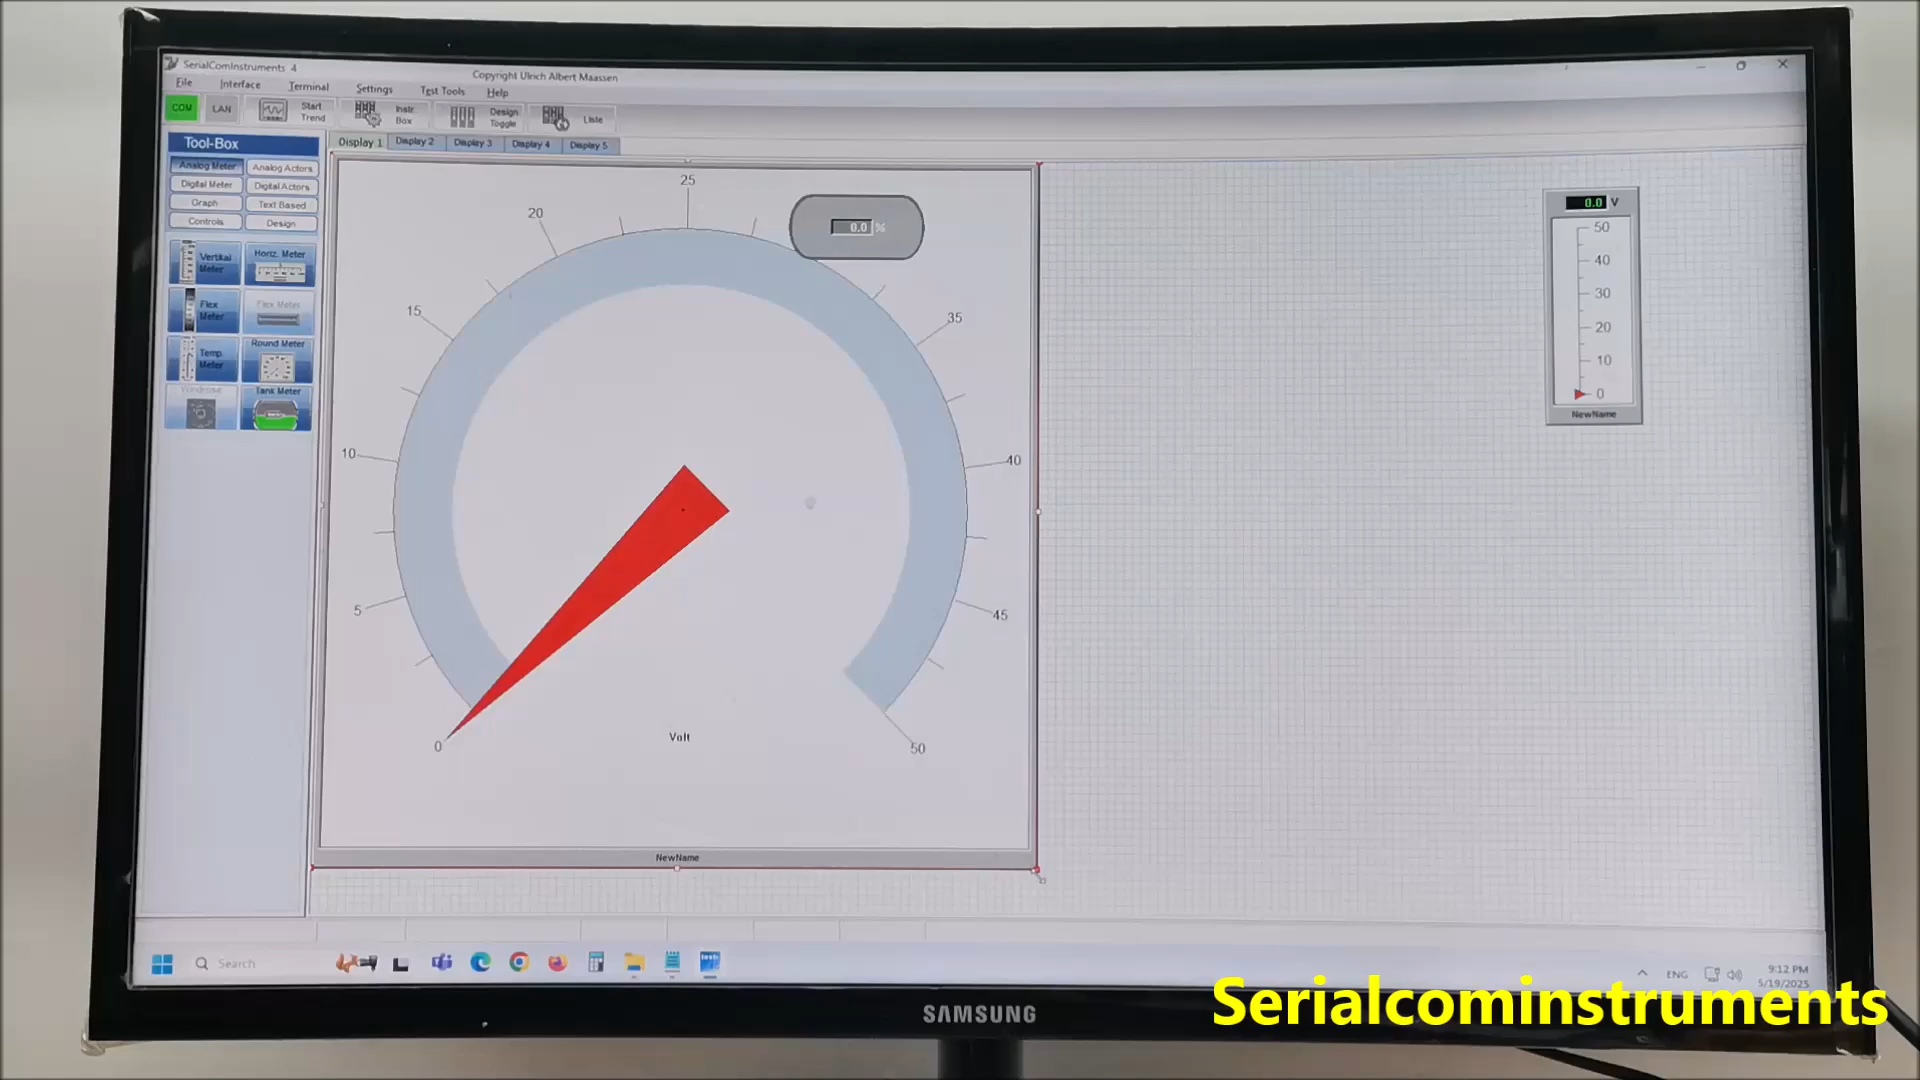 SerialComInstruments 4
Copyright Ulrich Albert Maassen
File Interface Terminal Settings Test Tools Help
COM LAN Start Trend Instr Box Design Toggle Liste
Tool-Box
Display 1 Display 2 Display 3 Display 4 Display 5
Analog Meter Analog Actors
Digital Meter Digital Actors
Graph Text Based
Controls Design
Vertikal Meter Horiz. Meter
Flex Meter Flex Meter
Temp. Meter Round Meter
Windrose Tank Meter
0
5
10
15
20
25
35
40
45
50
0.0 %
Volt
NewName
0.0 V
50
40
30
20
10
0
NewName
Search
ENG
9:12 PM
5/19/2025
SAMSUNG
Serialcominstruments